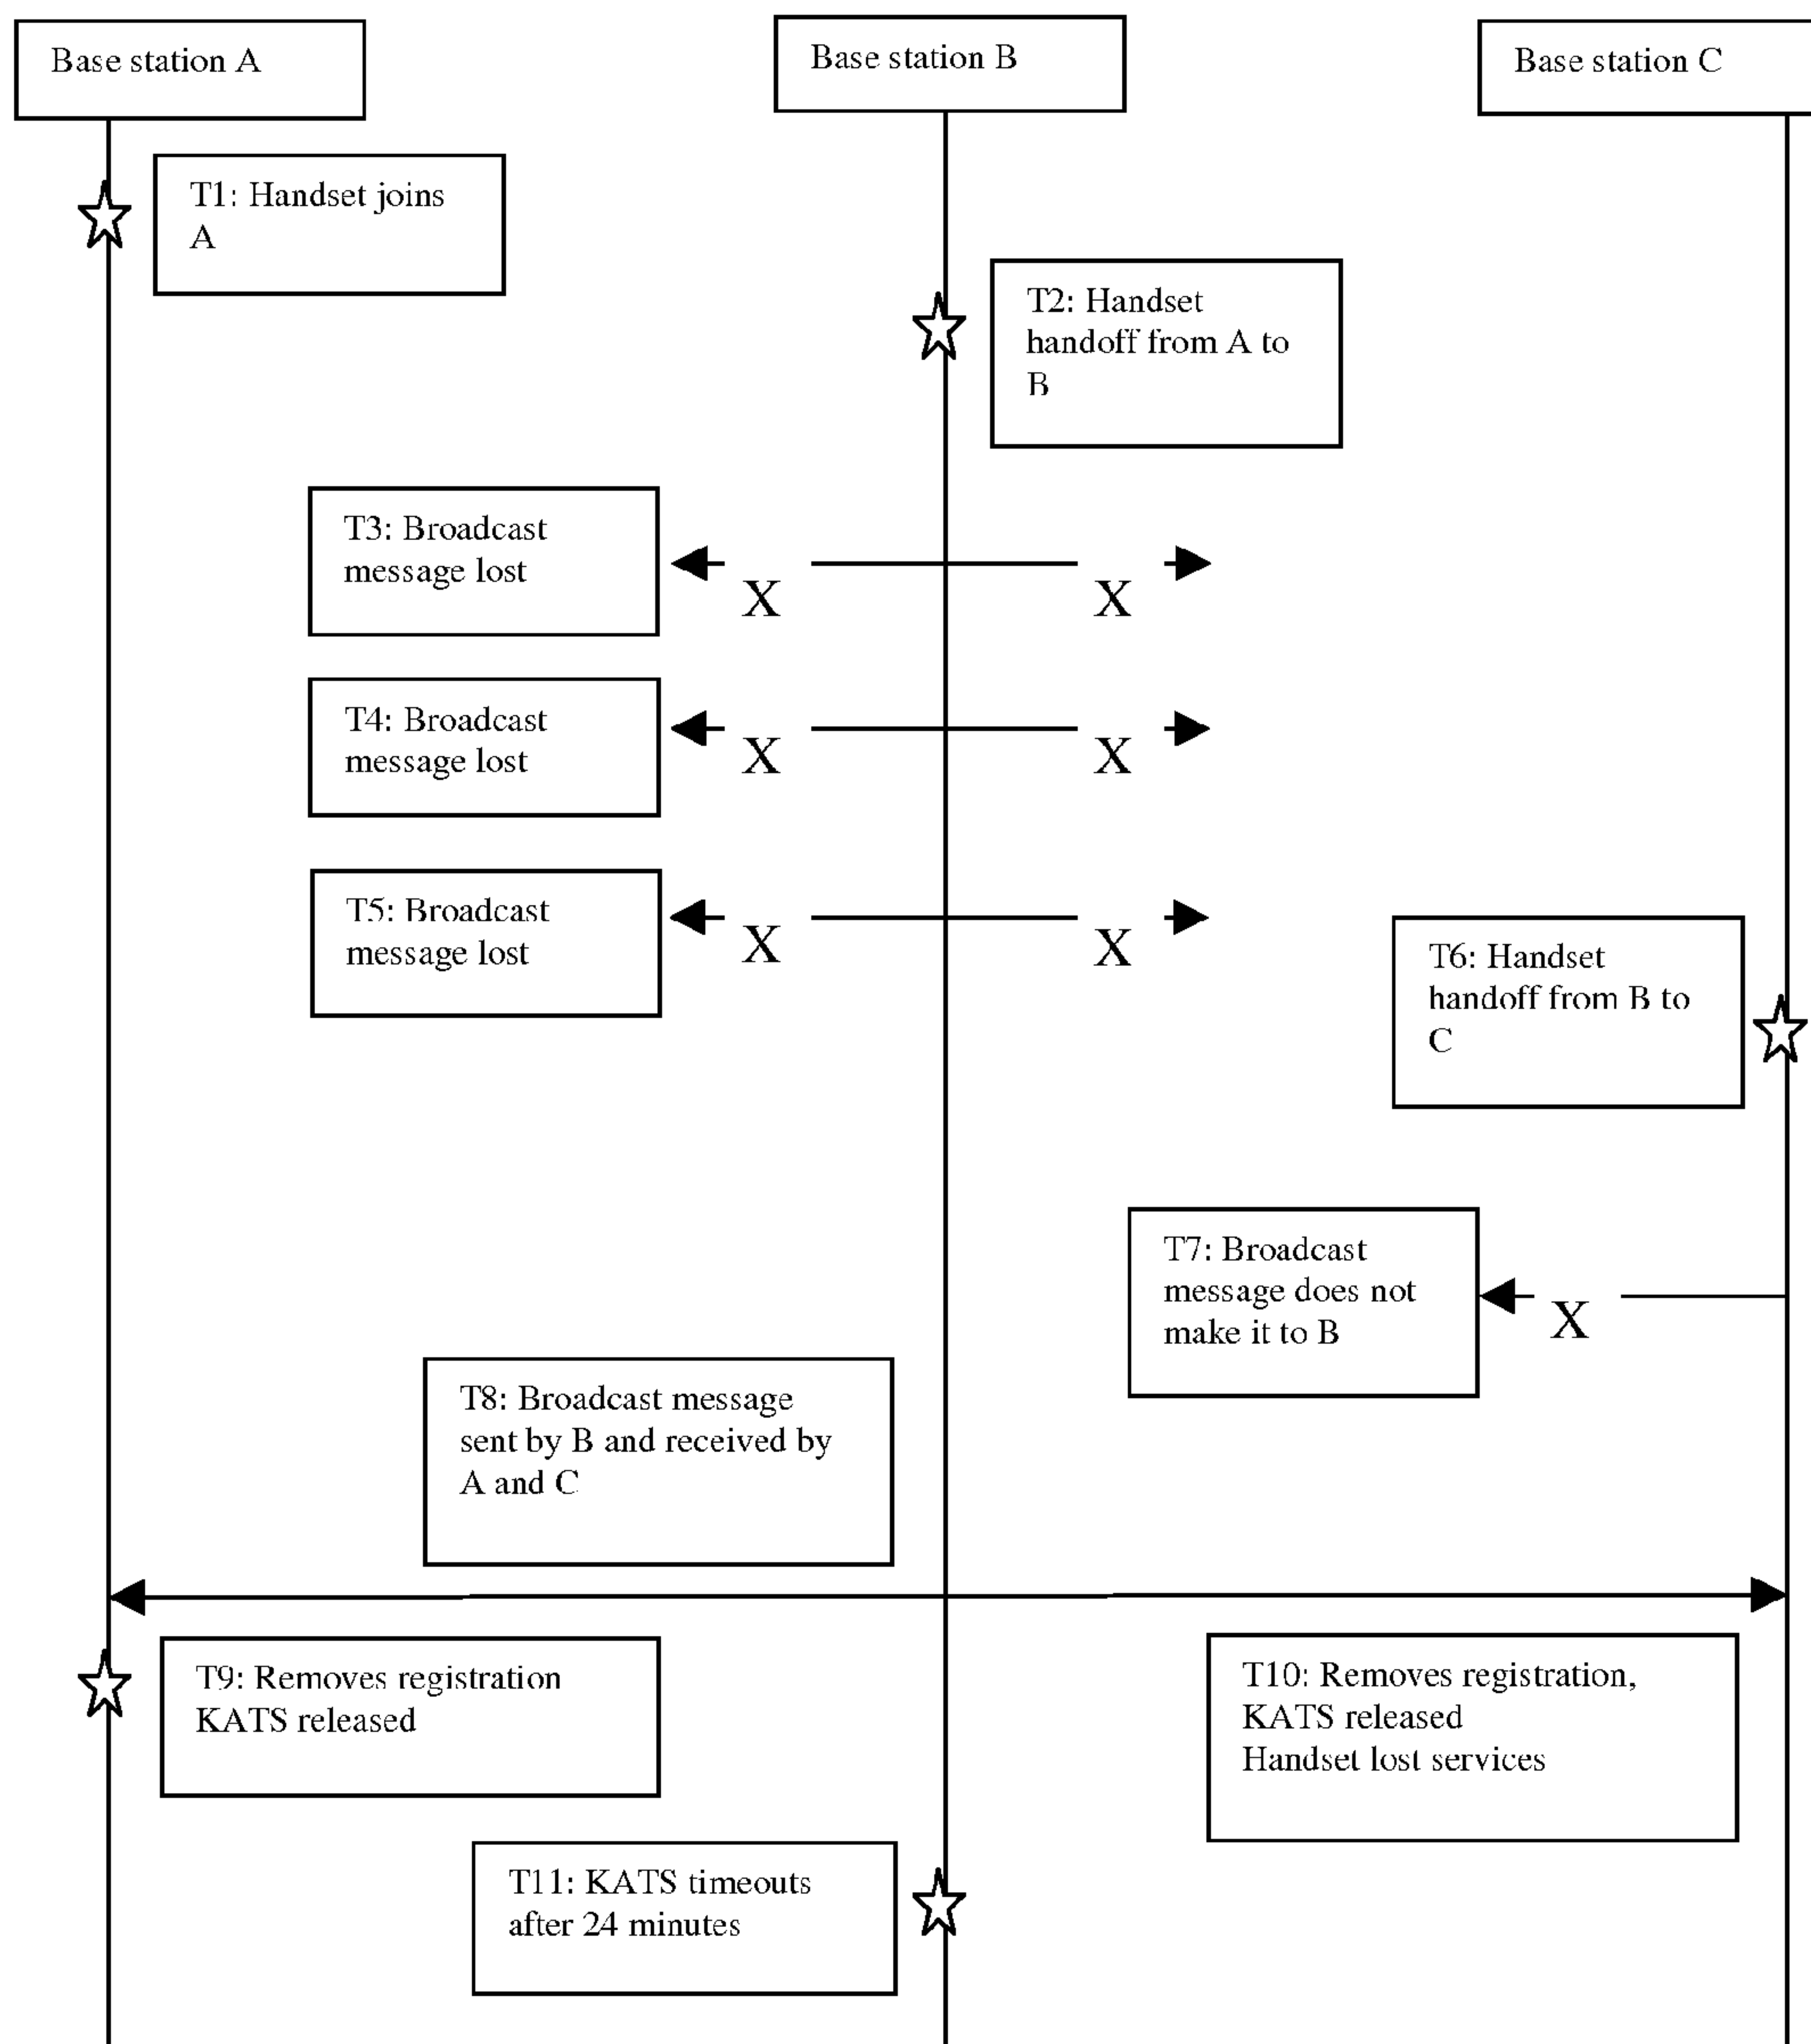 Base station A
Base station B
Base station C
T1: Handset joins
A
T2: Handset
handoff from A to
B
T3: Broadcast
message lost
X
X
T4: Broadcast
message lost
X
X
T5: Broadcast
message lost
X
X
T6: Handset
handoff from B to
C
T7: Broadcast
message does not
make it to B
X
T8: Broadcast message
sent by B and received by
A and C
T9: Removes registration
KATS released
T10: Removes registration,
KATS released
Handset lost services
T11: KATS timeouts
after 24 minutes